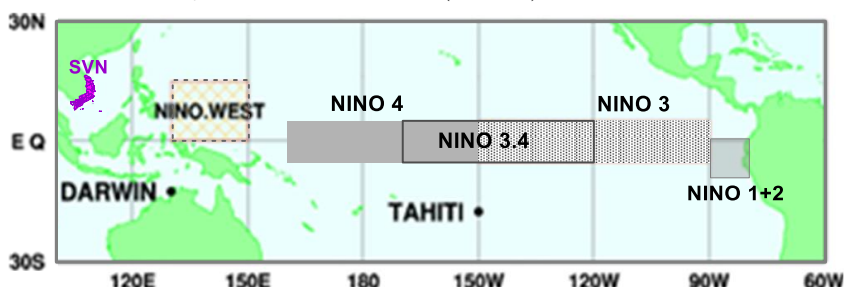 30N
SVN
NINO 4
NINO 3
NINO.WEST
EQ
NINO 3.4
DARWIN
NINO 1+2
TAHITI
30S
120E 150E 180 150W 120W 90W 60W